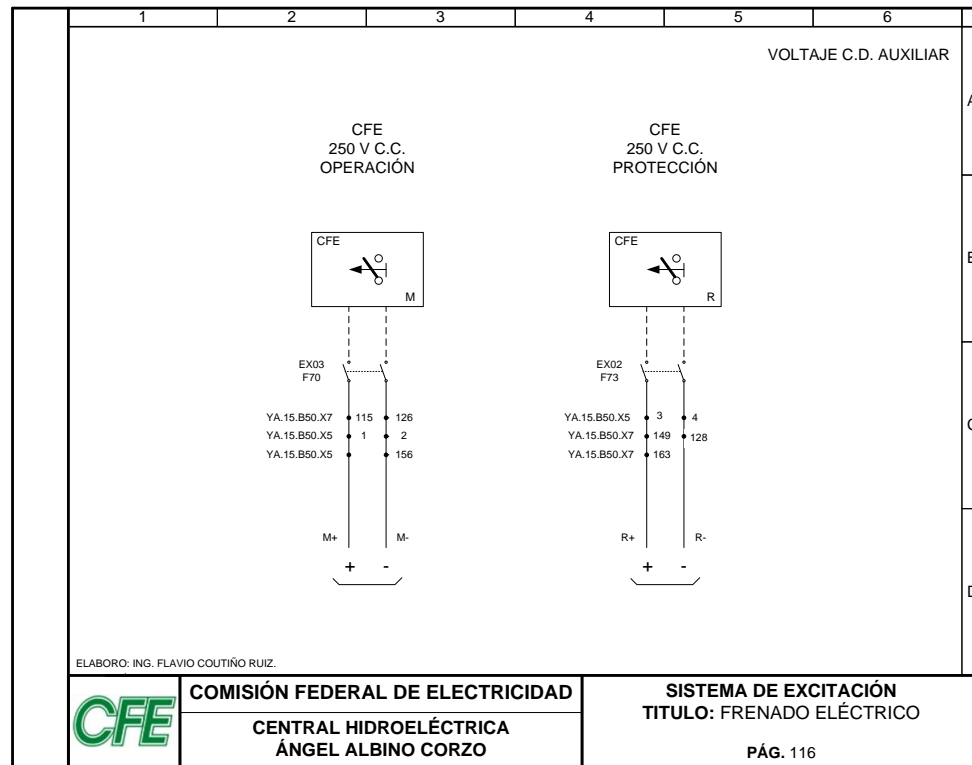 1 2 3 4 5 6
VOLTAJE C.D. AUXILIAR
A
CFE
250 V C.C.
OPERACIÓN
CFE
250 V C.C.
PROTECCIÓN
CFE
M
CFE
R
EX03
F70
EX02
F73
YA.15.B50.X7 115 126
YA.15.B50.X5 1 2
YA.15.B50.X5 156
YA.15.B50.X5 3 4
YA.15.B50.X7 149 128
YA.15.B50.X7 163
M+ M-
+ -
R+ R-
+ -
ELABORO: ING. FLAVIO COUTIÑO RUIZ.
CFE
COMISIÓN FEDERAL DE ELECTRICIDAD
CENTRAL HIDROELÉCTRICA
ÁNGEL ALBINO CORZO
SISTEMA DE EXCITACIÓN
TITULO: FRENADO ELÉCTRICO
PÁG. 116